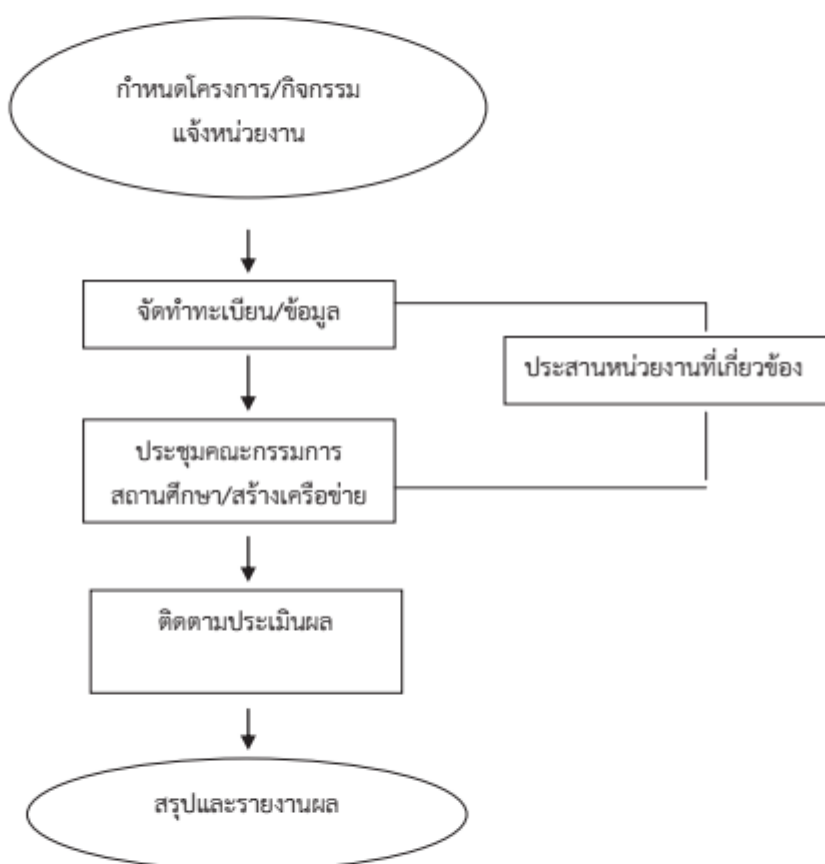 กำหนดโครงการ/กิจกรรม
แจ้งหน่วยงาน
จัดทำทะเบียน/ข้อมูล
ประสานหน่วยงานที่เกี่ยวข้อง
ประชุมคณะกรรมการ
สถานศึกษา/สร้างเครือข่าย
ติดตามประเมินผล
สรุปและรายงานผล